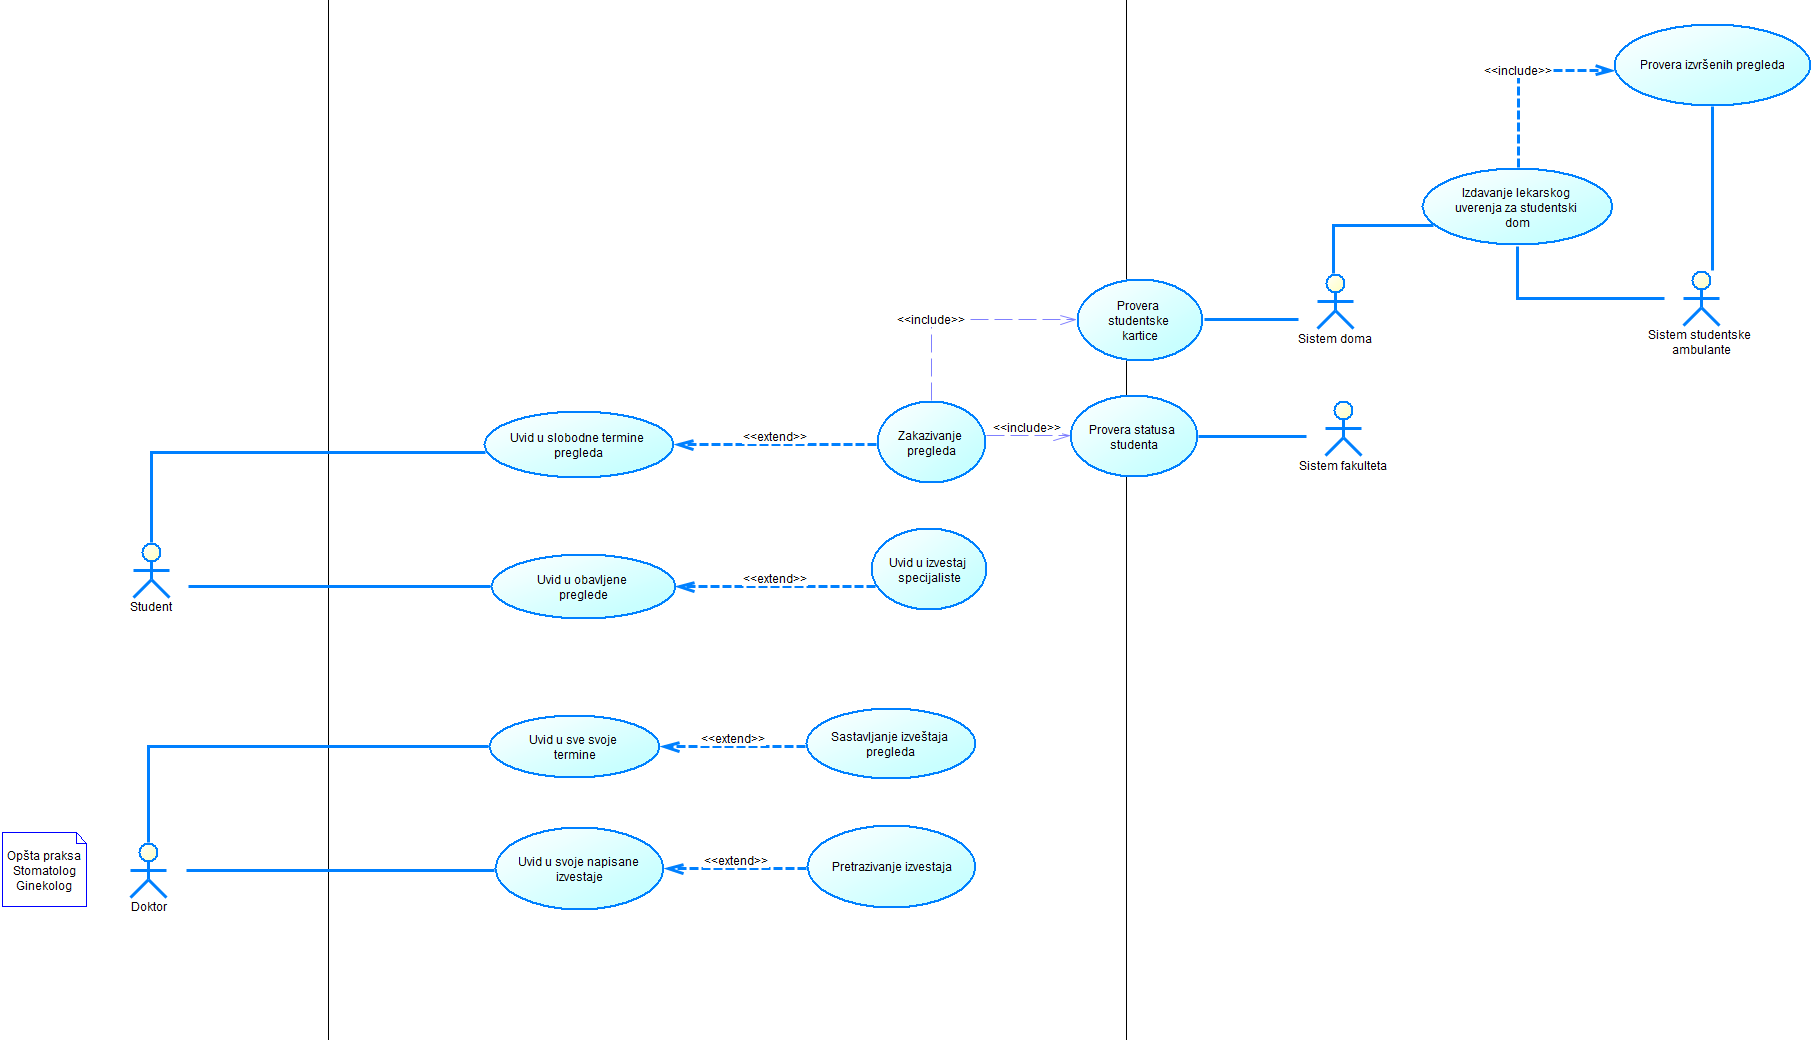 <<include>>
Provera izvršenih pregleda
Izdavanje lekarskog
uverenja za studentski
dom
Provera
studentske
kartice
<<include>>
Sistem doma
Sistem studentske
ambulante
Uvid u slobodne termine
pregleda
<<extend>>
Zakazivanje
pregleda
<<include>>
Provera statusa
studenta
Sistem fakulteta
Student
Uvid u obavljene
preglede
<<extend>>
Uvid u izvestaj
specijaliste
Uvid u sve svoje
termine
<<extend>>
Sastavljanje izveštaja
pregleda
Opšta praksa
Stomatolog
Ginekolog
Doktor
Uvid u svoje napisane
izvestaje
<<extend>>
Pretrazivanje izvestaja